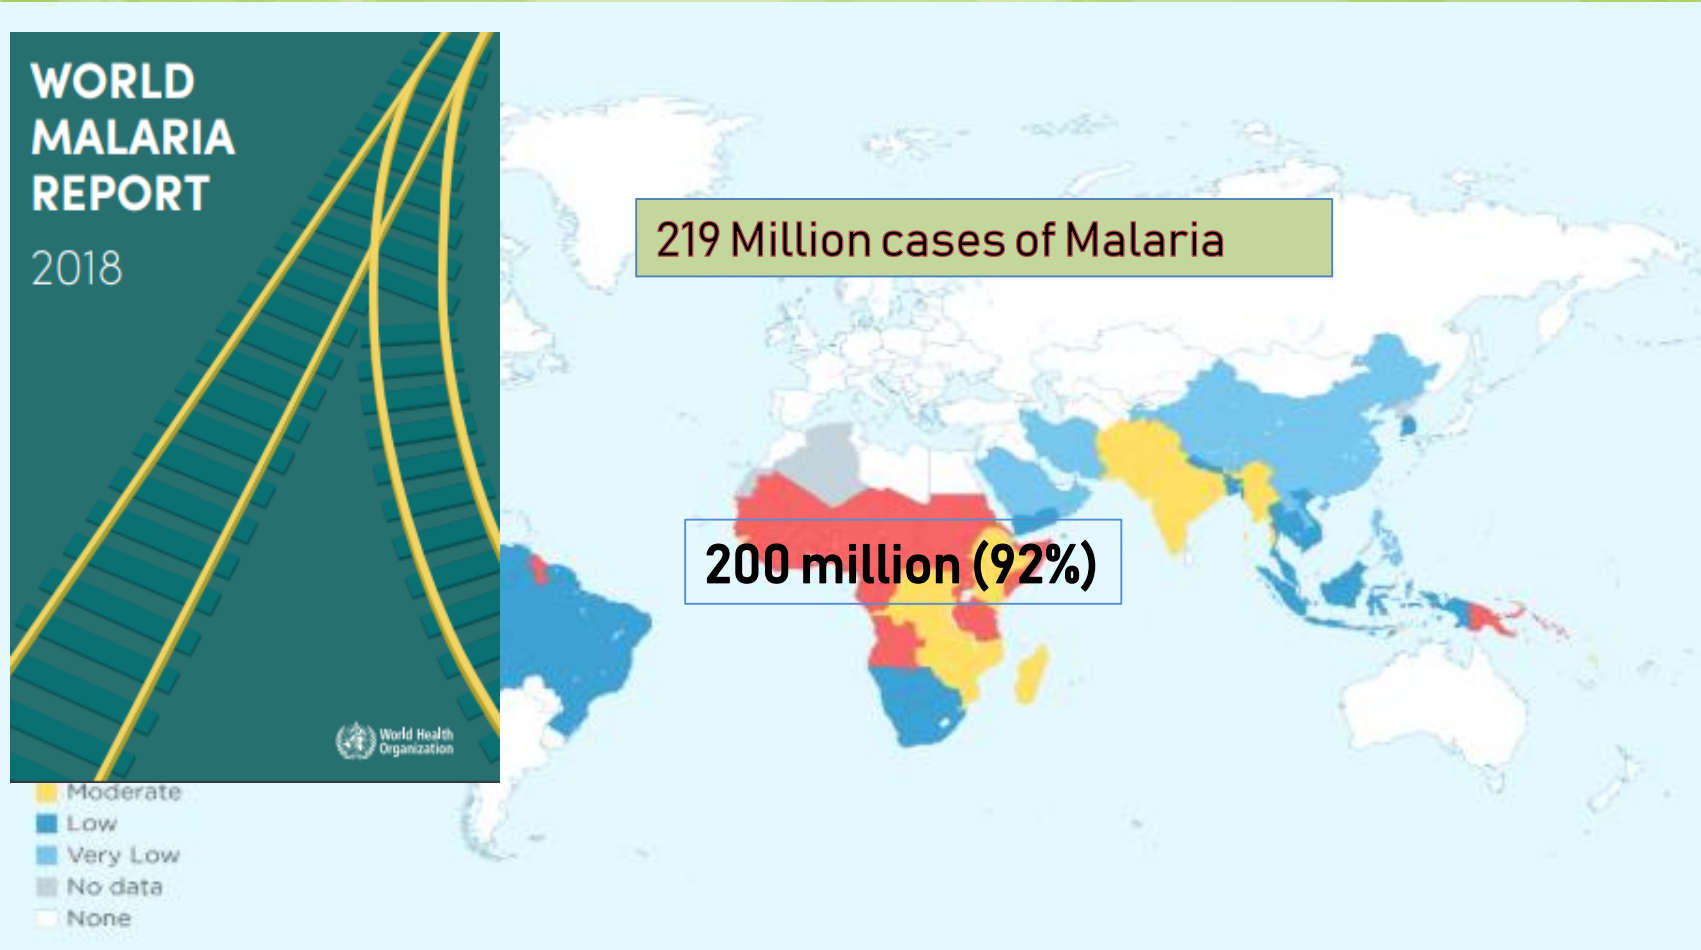 WORLD
MALARIA
REPORT
2018
World Health
Organization
219 Million cases of Malaria
200 million (92%)
Moderate
Low
Very Low
No data
None